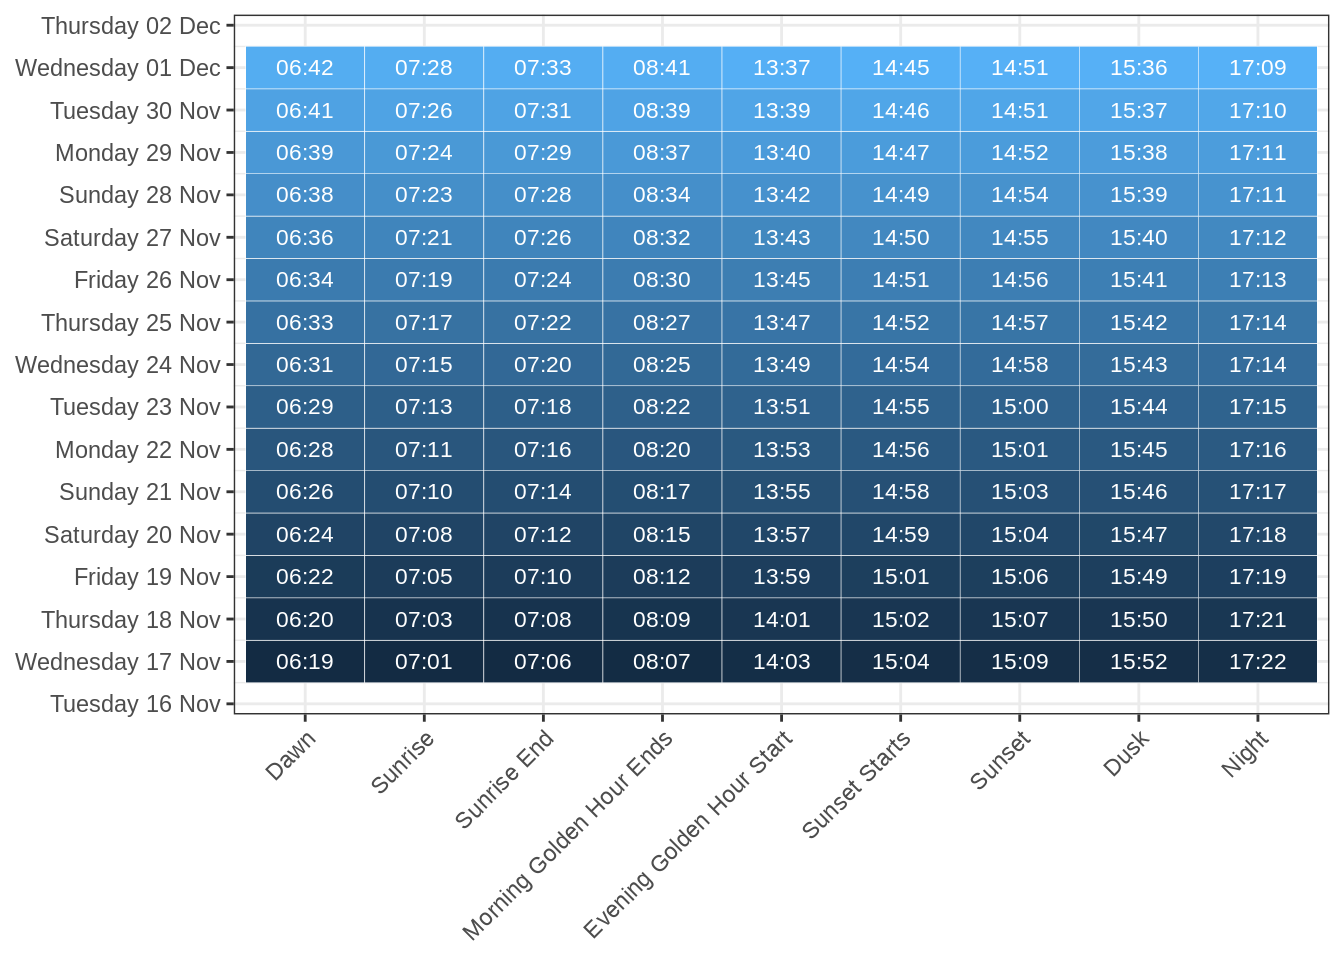 Thursday 02 Dec
Wednesday 01 Dec 06:42 07:28 07:33 08:41 13:37 14:45 14:51 15:36 17:09
Tuesday 30 Nov 06:41 07:26 07:31 08:39 13:39 14:46 14:51 15:37 17:10
Monday 29 Nov 06:39 07:24 07:29 08:37 13:40 14:47 14:52 15:38 17:11
Sunday 28 Nov 06:38 07:23 07:28 08:34 13:42 14:49 14:54 15:39 17:11
Saturday 27 Nov 06:36 07:21 07:26 08:32 13:43 14:50 14:55 15:40 17:12
Friday 26 Nov 06:34 07:19 07:24 08:30 13:45 14:51 14:56 15:41 17:13
Thursday 25 Nov 06:33 07:17 07:22 08:27 13:47 14:52 14:57 15:42 17:14
Wednesday 24 Nov 06:31 07:15 07:20 08:25 13:49 14:54 14:58 15:43 17:14
Tuesday 23 Nov 06:29 07:13 07:18 08:22 13:51 14:55 15:00 15:44 17:15
Monday 22 Nov 06:28 07:11 07:16 08:20 13:53 14:56 15:01 15:45 17:16
Sunday 21 Nov 06:26 07:10 07:14 08:17 13:55 14:58 15:03 15:46 17:17
Saturday 20 Nov 06:24 07:08 07:12 08:15 13:57 14:59 15:04 15:47 17:18
Friday 19 Nov 06:22 07:05 07:10 08:12 13:59 15:01 15:06 15:49 17:19
Thursday 18 Nov 06:20 07:03 07:08 08:09 14:01 15:02 15:07 15:50 17:21
Wednesday 17 Nov 06:19 07:01 07:06 08:07 14:03 15:04 15:09 15:52 17:22
Tuesday 16 Nov
Dawn
Sunrise
Sunrise End
Morning Golden Hour Ends
Evening Golden Hour Start
Sunset Starts
Sunset
Dusk
Night